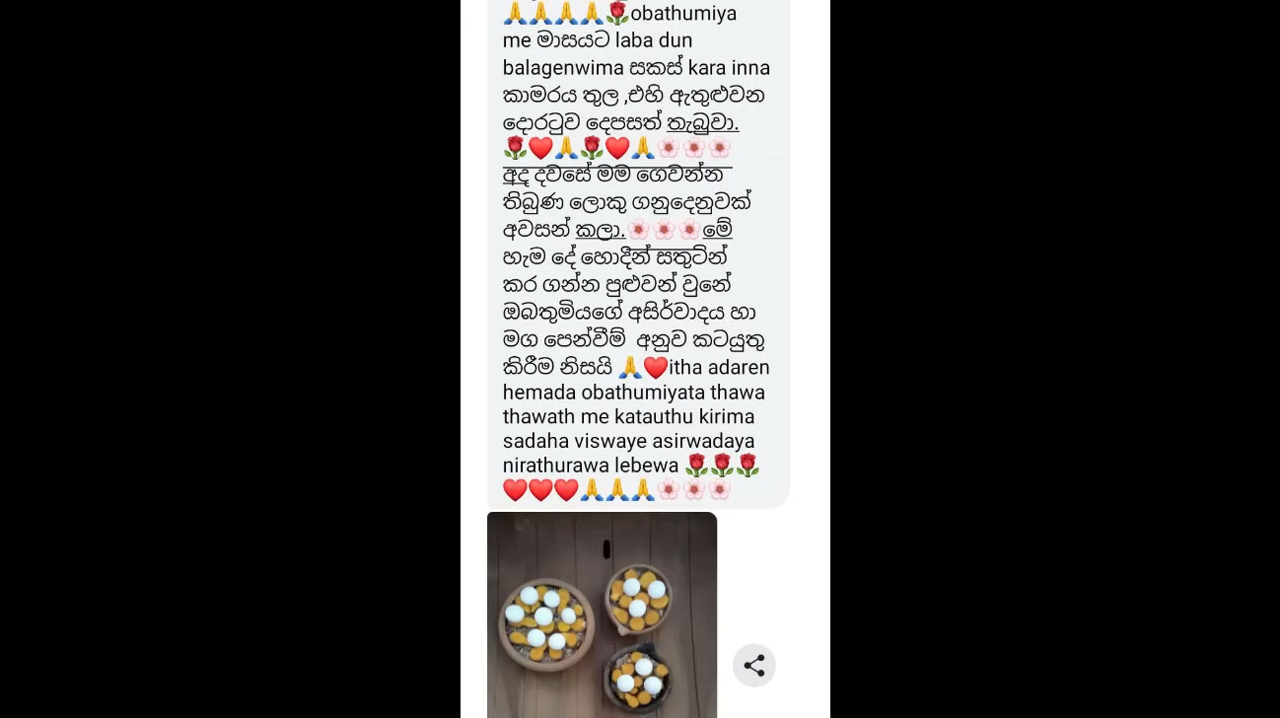 🙏🙏🙏🙏🌹obathumiya
me මාසයට laba dun
balagenwima සකස් kara inna
කාමරය තුල ,එහි ඇතුළුවන
දොරටුව දෙපසත් තැබුවා.
🌹❤️🙏🌹❤️🙏🌸🌸🌸
අද දවසේ මම ගෙවන්න
තිබුණ ලොකු ගනුදෙනුවක්
අවසන් කලා.🌸🌸🌸මේ
හැම දේ හොදීන් සතුටින්
කර ගන්න පුළුවන් වුනේ
ඔබතුමියගේ අසිර්වාදය හා
මග පෙන්වීම් අනුව කටයුතු
කිරීම නිසයි 🙏❤️itha adaren
hemada obathumiyata thawa
thawath me katauthu kirima
sadaha viswaye asirwadaya
nirathurawa lebewa 🌹🌹🌹
❤️❤️❤️🙏🙏🙏🌸🌸🌸